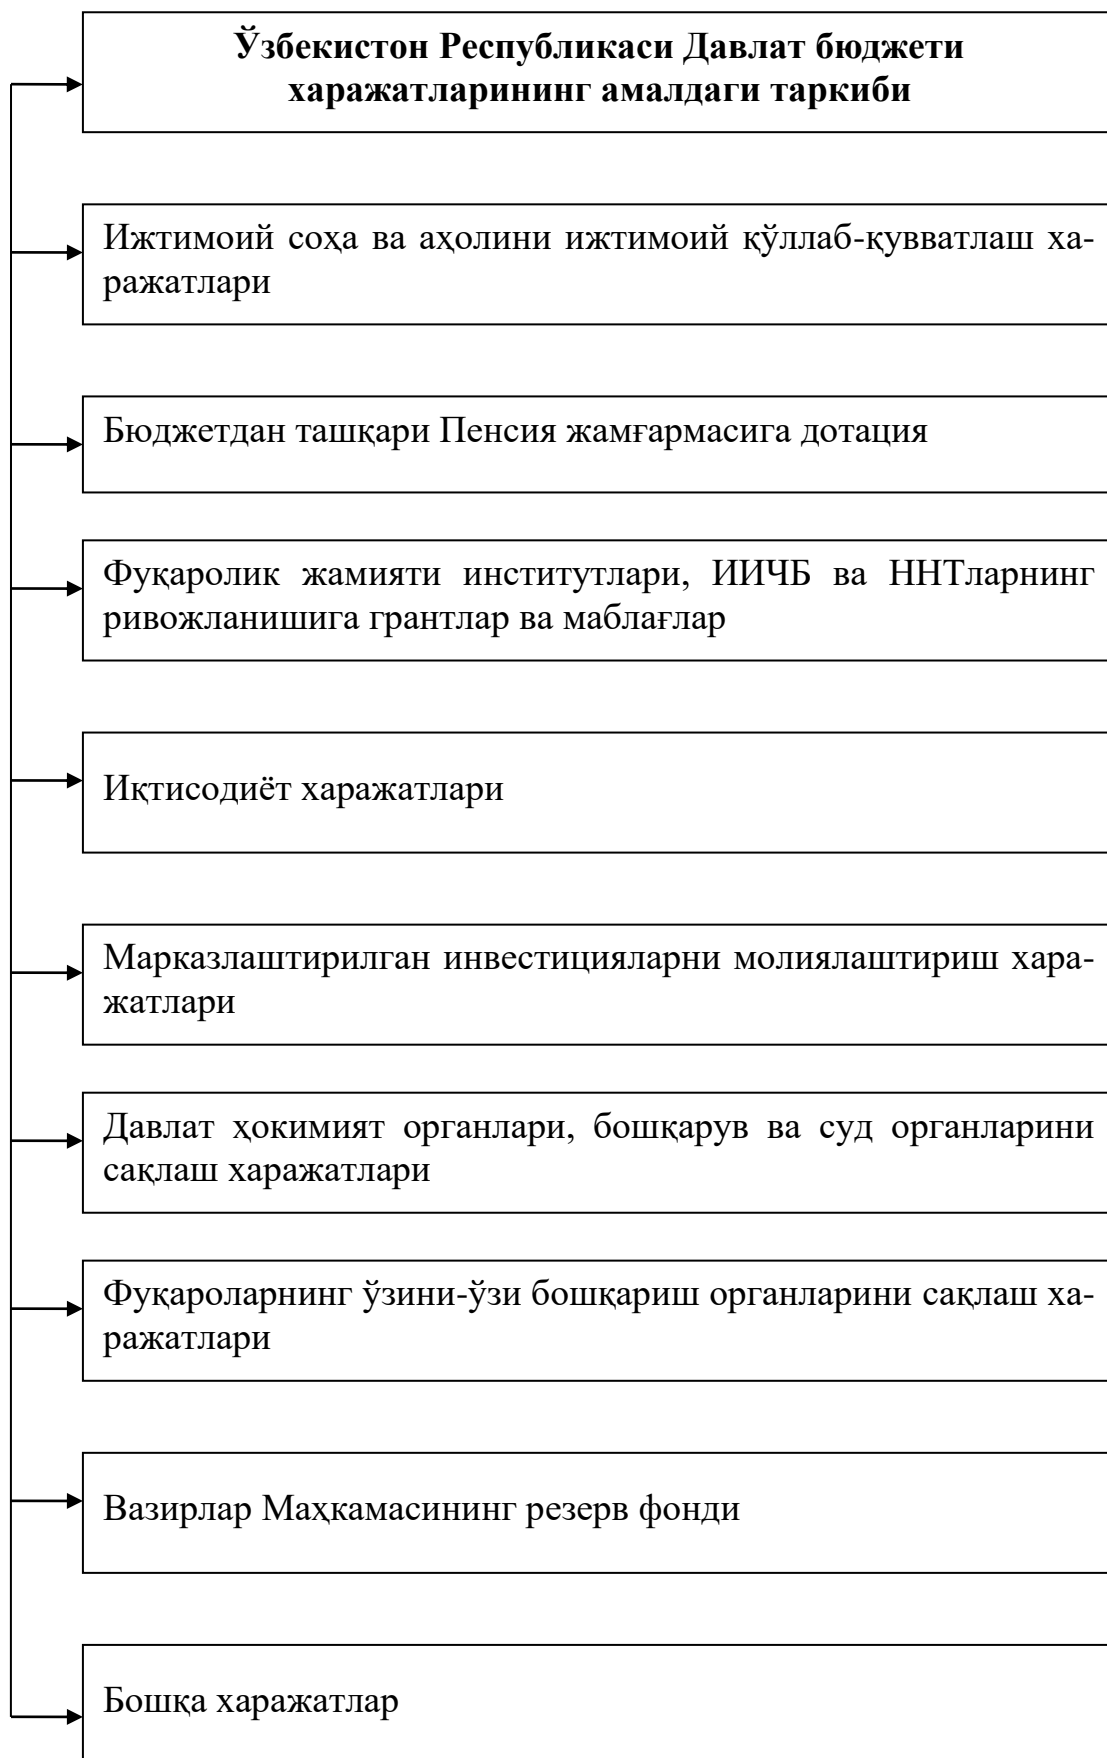 Ўзбекистон Республикаси Давлат бюджети
харажатларининг амалдаги таркиби
Ижтимоий соҳа ва аҳолини ижтимоий қўллаб-қувватлаш ха-
ражатлари
Бюджетдан ташқари Пенсия жамғармасига дотация
Фуқаролик жамияти институтлари, ИИЧБ ва ННТларнинг
ривожланишига грантлар ва маблағлар
Иқтисодиёт харажатлари
Марказлаштирилган инвестицияларни молиялаштириш хара-
жатлари
Давлат ҳокимият органлари, бошқарув ва суд органларини
сақлаш харажатлари
Фуқароларнинг ўзини-ўзи бошқариш органларини сақлаш ха-
ражатлари
Вазирлар Маҳкамасининг резерв фонди
Бошқа харажатлар